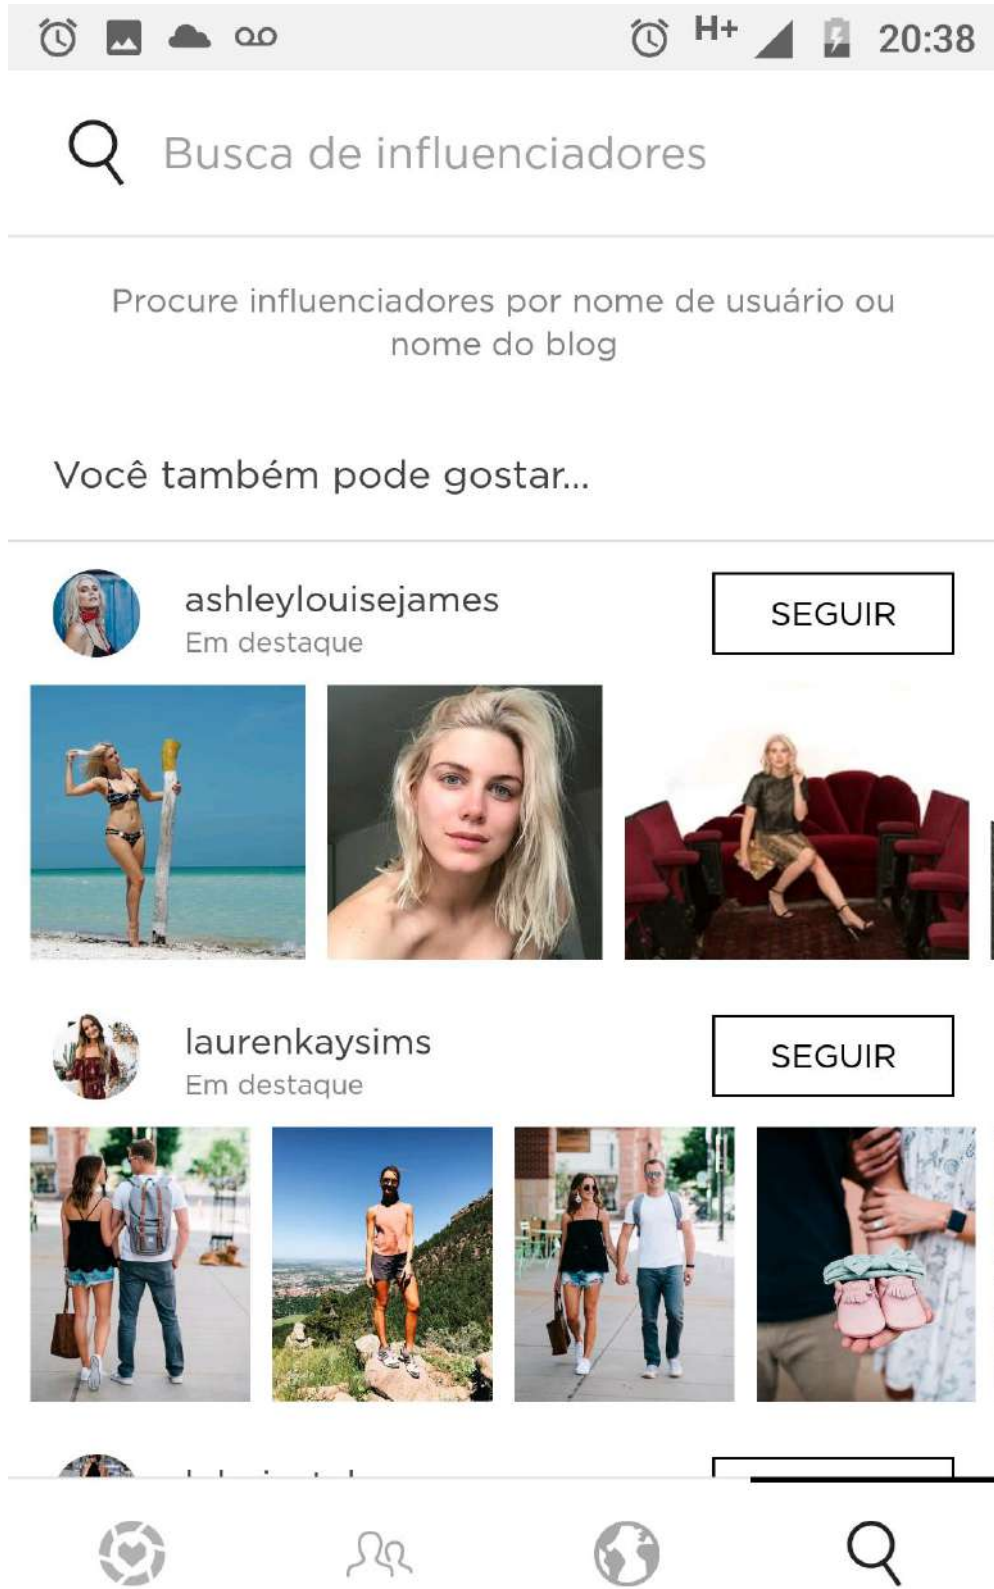 H+ 20:38
Busca de influenciadores
Procure influenciadores por nome de usuário ou
nome do blog
Você também pode gostar...
ashleylouisejames
Em destaque
SEGUIR
laurenkaysims
Em destaque
SEGUIR